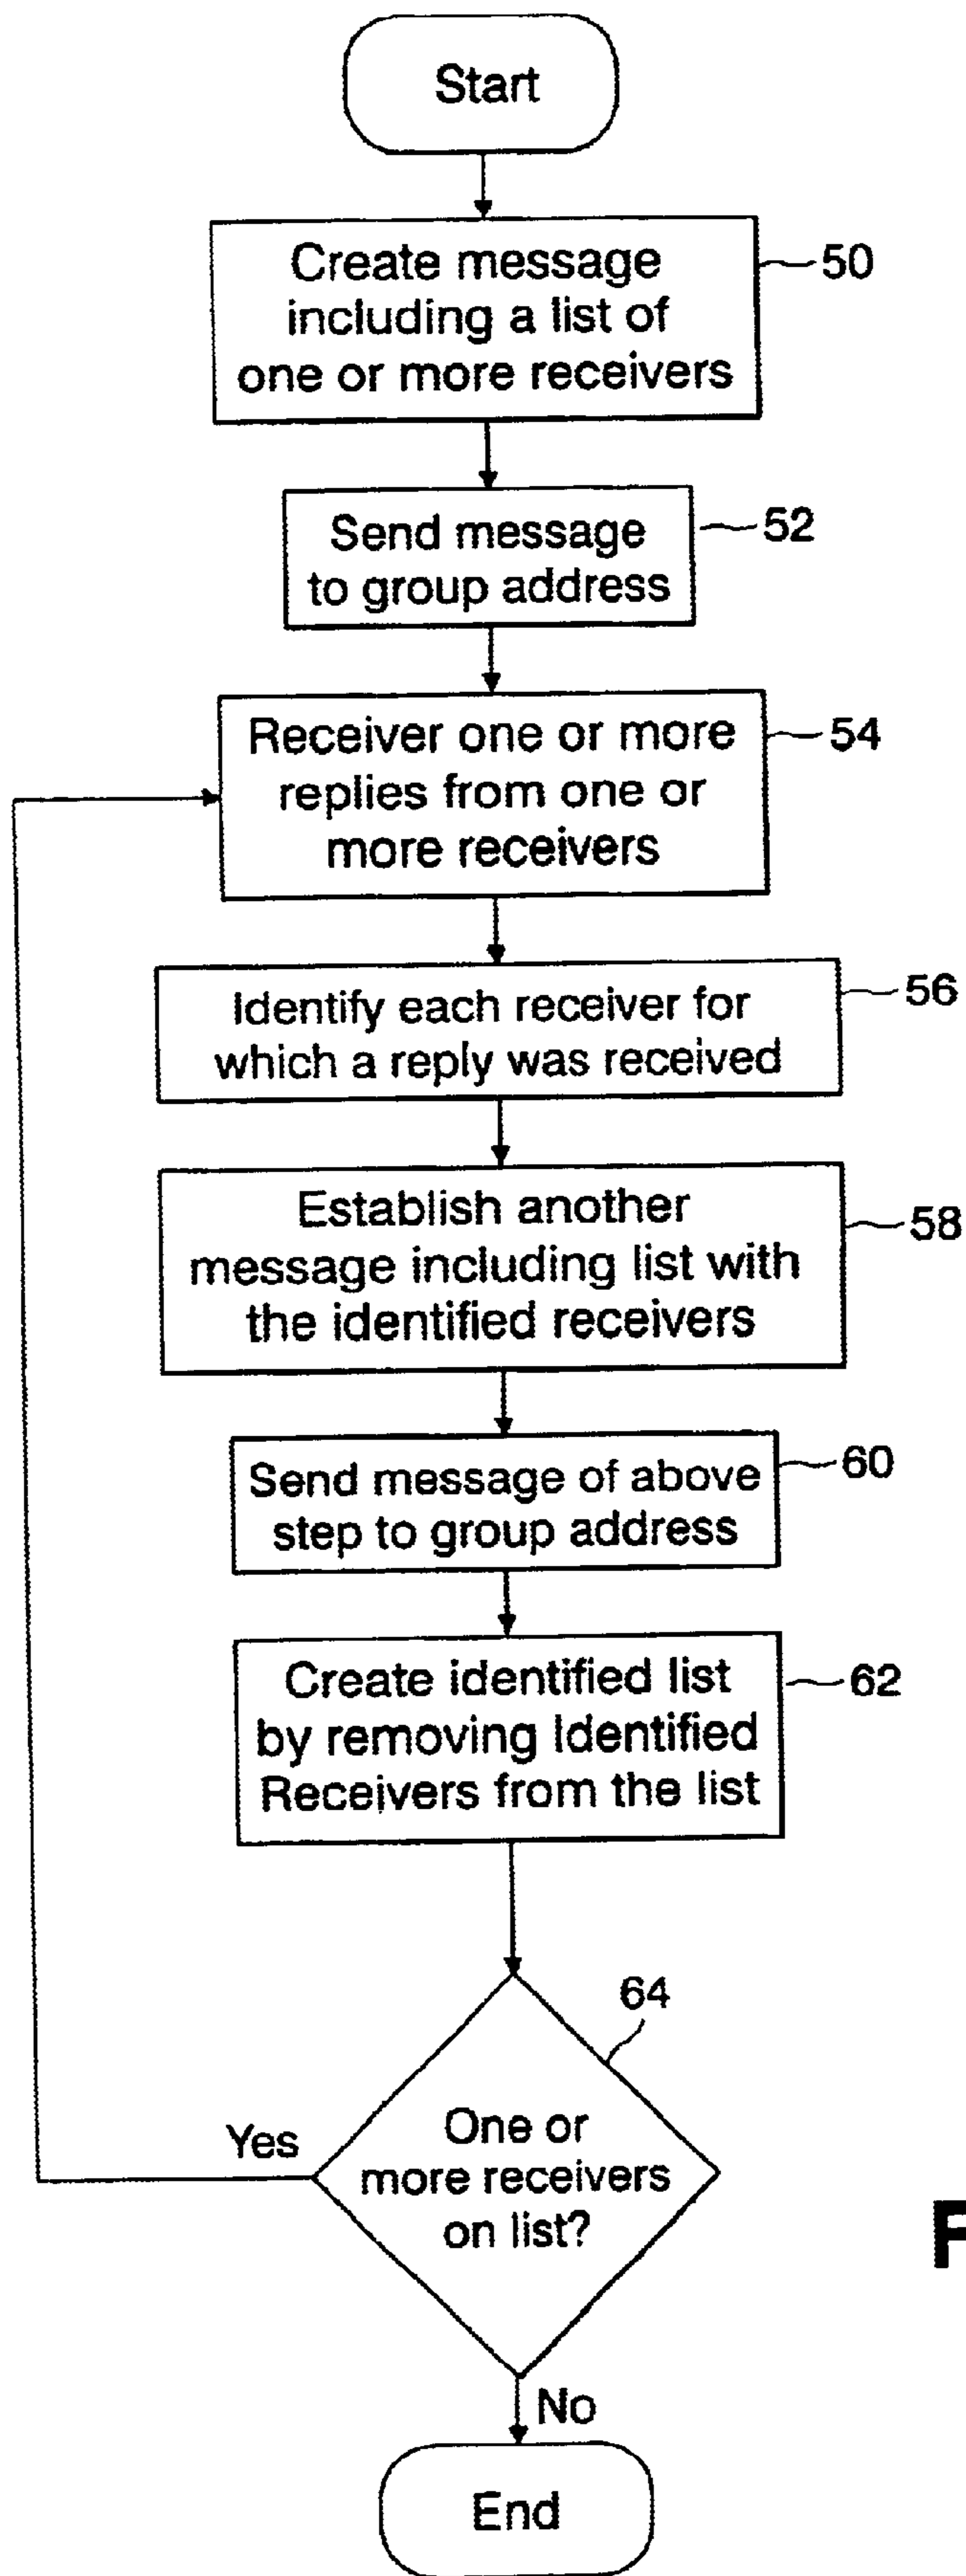 Start
Create message
including a list of
one or more receivers
50
Send message
to group address
52
Receiver one or more
replies from one or
more receivers
54
Identify each receiver for
which a reply was received
56
Establish another
message including list with
the identified receivers
58
Send message of above
step to group address
60
Create identified list
by removing Identified
Receivers from the list
62
64
One or
more receivers
on list?
Yes
No
End
F